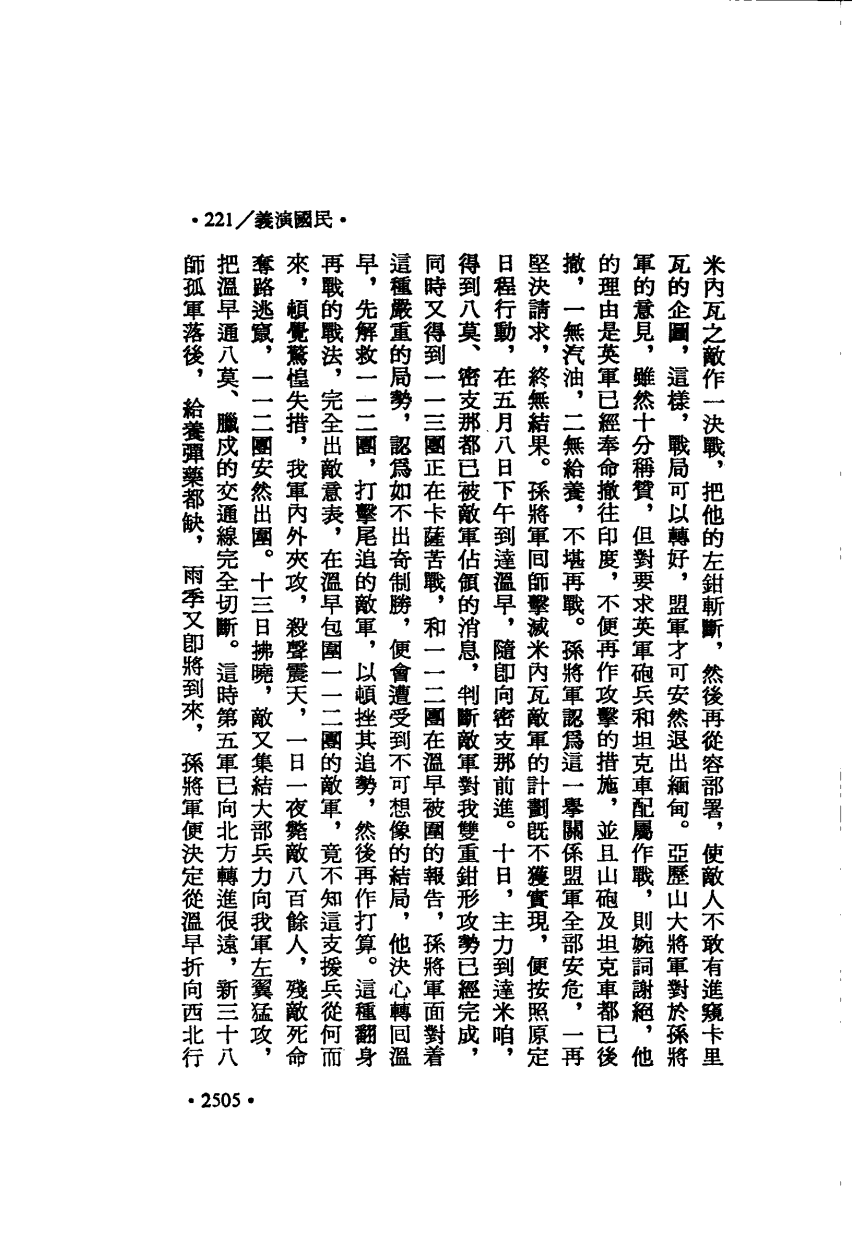 •221/義演國民•
米內瓦之敵作一決戰，把他的左鉗斬斷，然後再從容部署，使敵人不敢有進窺卡里
瓦的企圖，這樣，戰局可以轉好，盟軍才可安然退出緬甸。亞歷山大將軍對於孫將
軍的意見，雖然十分稱贊，但對要求英軍砲兵和坦克車配屬作戰，則婉詞謝絕，他
的理由是英軍已經奉命撤往印度，不便再作攻擊的措施，並且山砲及坦克車都已後
撤，一無汽油，二無給養，不堪再戰。孫將軍認爲這一舉關係盟軍全部安危，一再
堅決請求，終無結果。孫將軍回師擊滅米內瓦敵軍的計劃既不獲實現，便按照原定
日程行動，在五月八日下午到達溫早，隨即向密支那前進。十日，主力到達米咱，
得到八莫、密支那都已被敵軍佔領的消息，判斷敵軍對我雙重鉗形攻勢已經完成，
同時又得到一一三團正在卡薩苦戰，和一一二團在溫早被圍的報告，孫將軍面對着
這種嚴重的局勢，認爲如不出奇制勝，便會遭受到不可想像的結局，他決心轉回溫
早，先解救一一二團，打擊尾追的敵軍，以頓挫其追勢，然後再作打算。這種翻身
再戰的戰法，完全出敵意表，在溫早包圍一一二團的敵軍，竟不知這支援兵從何而
來，頓覺驚惶失措，我軍內外夾攻，殺聲震天，一日一夜斃敵八百餘人，殘敵死命
奪路逃竄，一一二團安然出圍。十三日拂曉，敵又集結大部兵力向我軍左翼猛攻，
把溫早通八莫、臘戍的交通線完全切斷。這時第五軍已向北方轉進很遠，新三十八
師孤軍落後，給養彈藥都缺，雨季又即將到來，孫將軍便決定從溫早折向西北行
•2505•